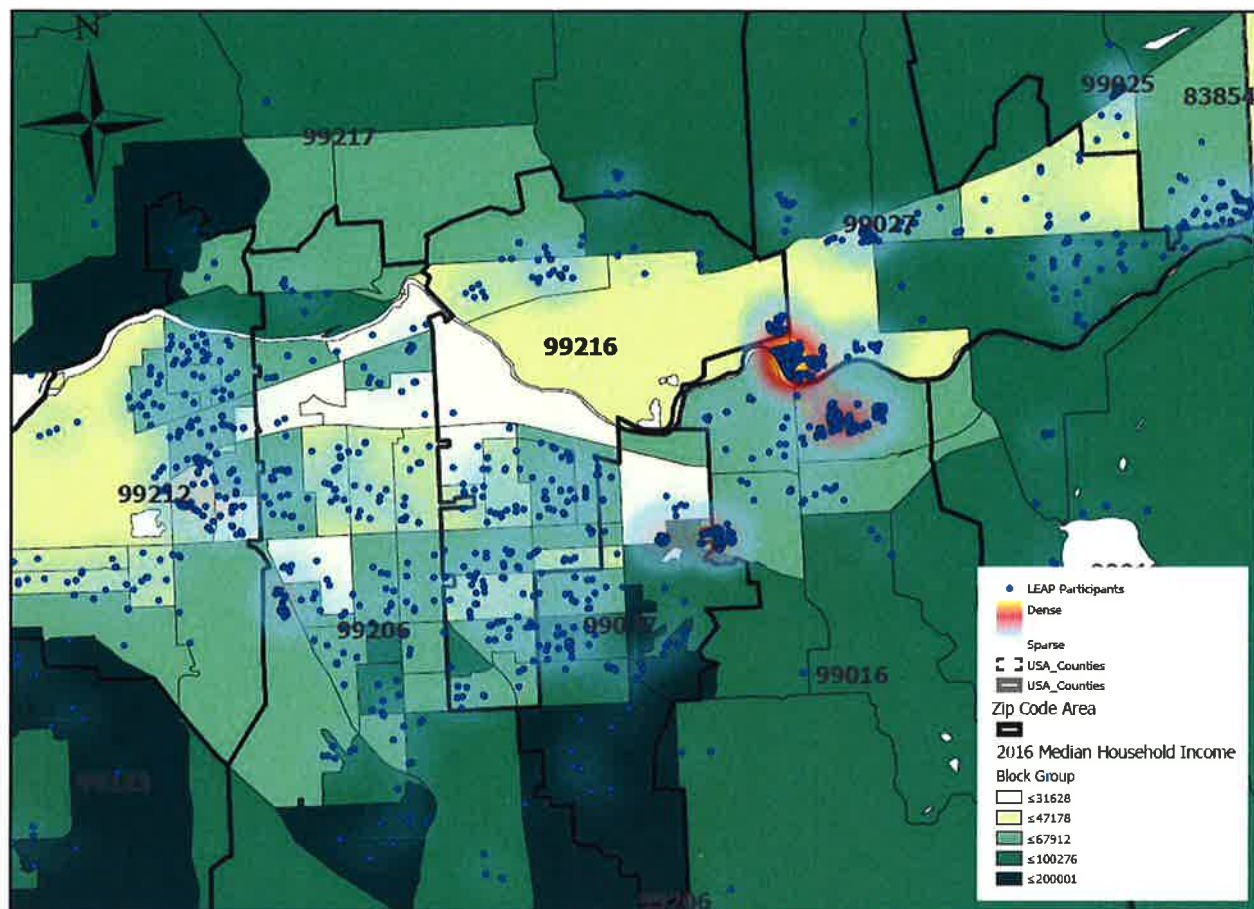 N
99217
99025
83854
99027
99216
99212
99206
99016
LEAP Participants
Dense
Sparse
USA_Counties
USA_Counties
Zip Code Area
2016 Median Household Income
Block Group
≤31628
≤47178
≤67912
≤100276
≤200001